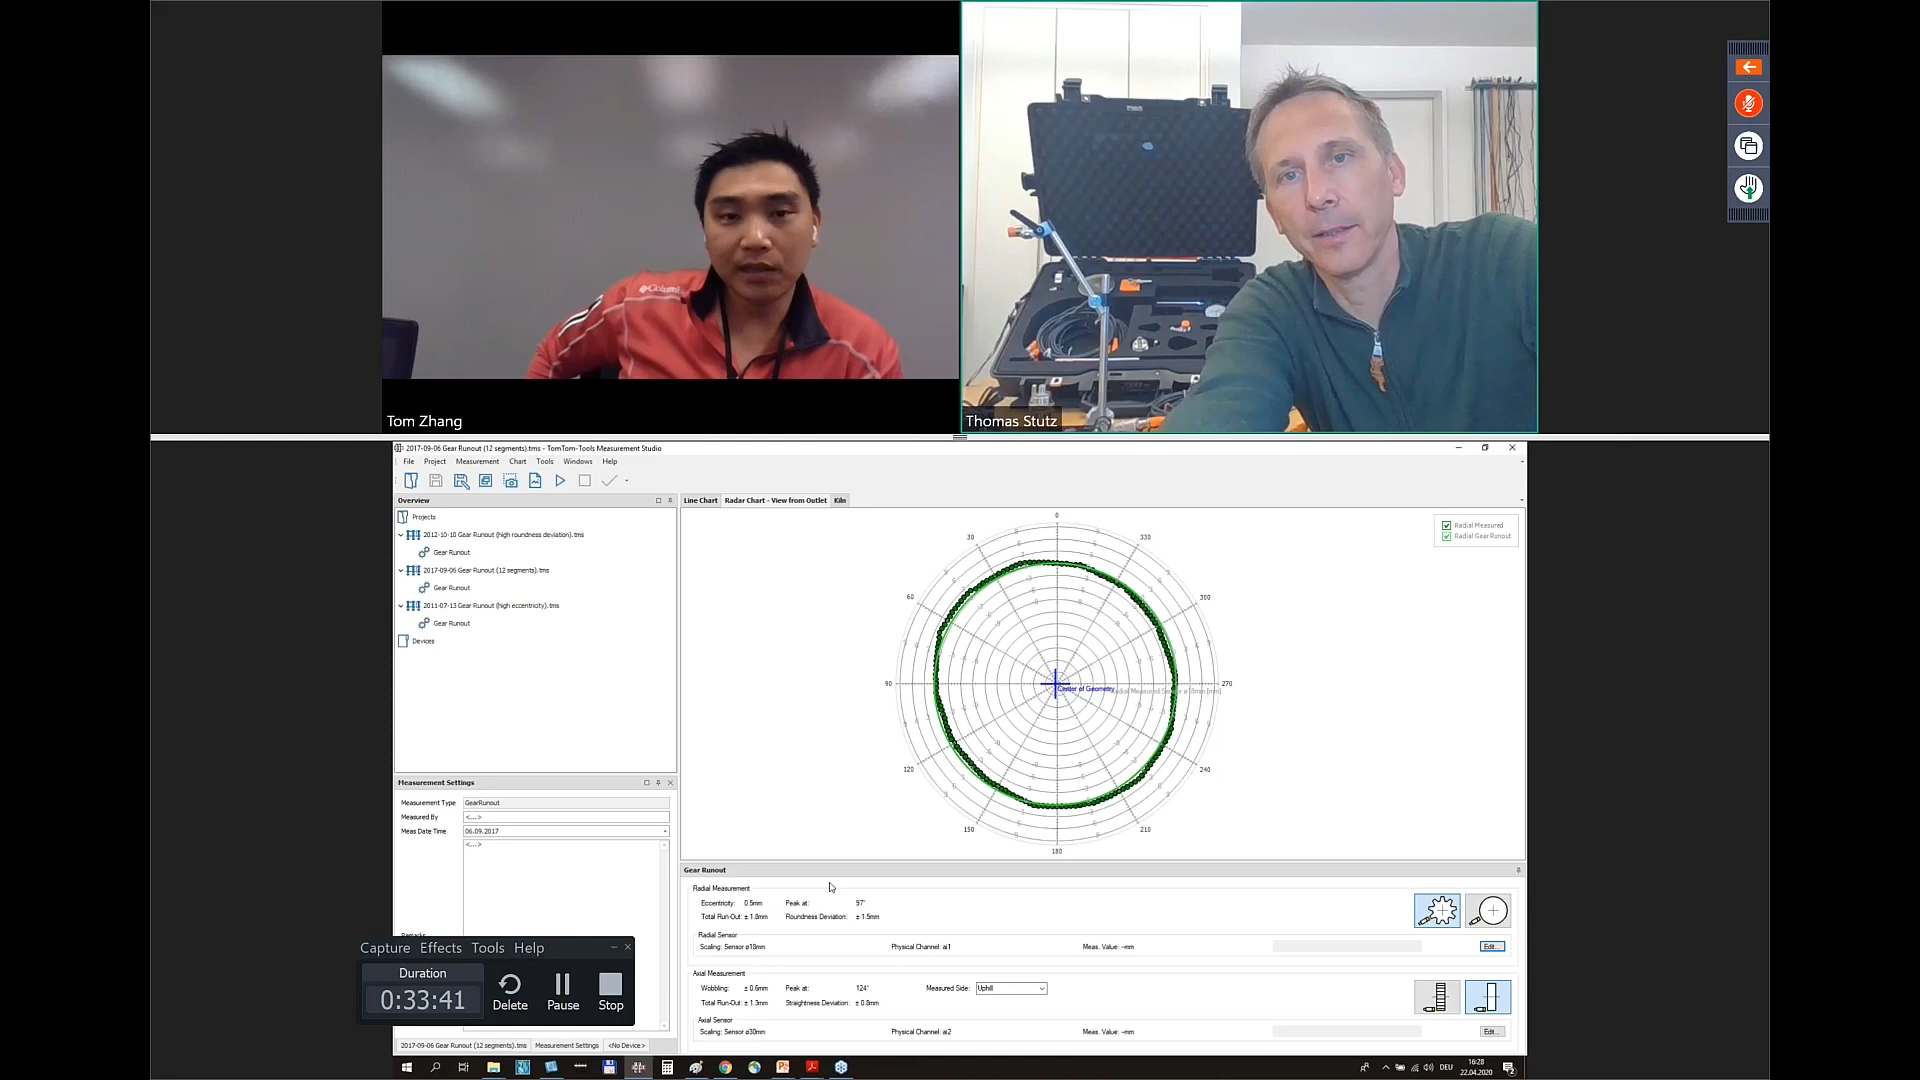 Columbia
Tom Zhang
Thomas Stutz
2017-09-06 Gear Runout (12 segments).tms - TomTom-Tools Measurement Studio
File Project Measurement Chart Tools Windows Help
Overview
Projects
2012-10-10 Gear Runout (high roundness deviation).tms
Gear Runout
2017-09-06 Gear Runout (12 segments).tms
Gear Runout
2011-07-13 Gear Runout (high eccentricity).tms
Gear Runout
Devices
Line Chart Radar Chart - View from Outlet Kiln
Radial Measured
Radial Gear Runout
0
30
330
60
300
90
270
Center of Geometry
120
240
150
210
180
Measurement Settings
Measurement Type GearRunout
Measured By <...>
Meas Date Time 06.09.2017
<...>
Remarks
Gear Runout
Radial Measurement
Eccentricity: 0.5mm Peak at: 97°
Total Run-Out: ± 1.8mm Roundness Deviation: ± 1.5mm
Radial Sensor
Scaling: Sensor ø18mm Physical Channel: ai1 Meas. Value: --mm Edit...
Axial Measurement
Wobbling: ± 0.6mm Peak at: 124° Measured Side: Uphill
Total Run-Out: ± 1.3mm Straightness Deviation: ± 0.8mm
Axial Sensor
Scaling: Sensor ø30mm Physical Channel: ai2 Meas. Value: --mm Edit...
Capture Effects Tools Help
Duration
0:33:41
Delete Pause Stop
2017-09-06 Gear Runout (12 segments).tms Measurement Settings <No Device>
DEU
16:28
22.04.2020
2